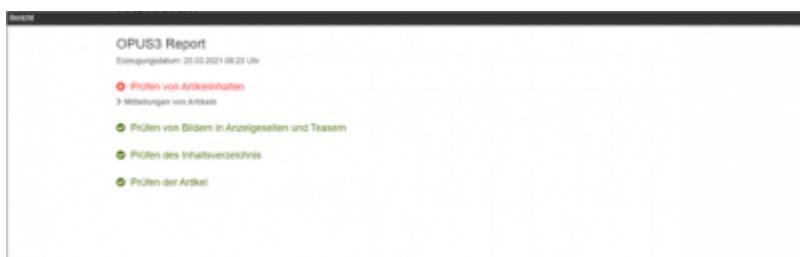 Bericht
OPUS3 Report
Erzeugungsdatum: 25.03.2021 08:23 Uhr
Prüfen von Artikelinhalten
Mitteilungen von Artikeln
Prüfen von Bildern in Anzeigeseiten und Teasern
Prüfen des Inhaltsverzeichnis
Prüfen der Artikel